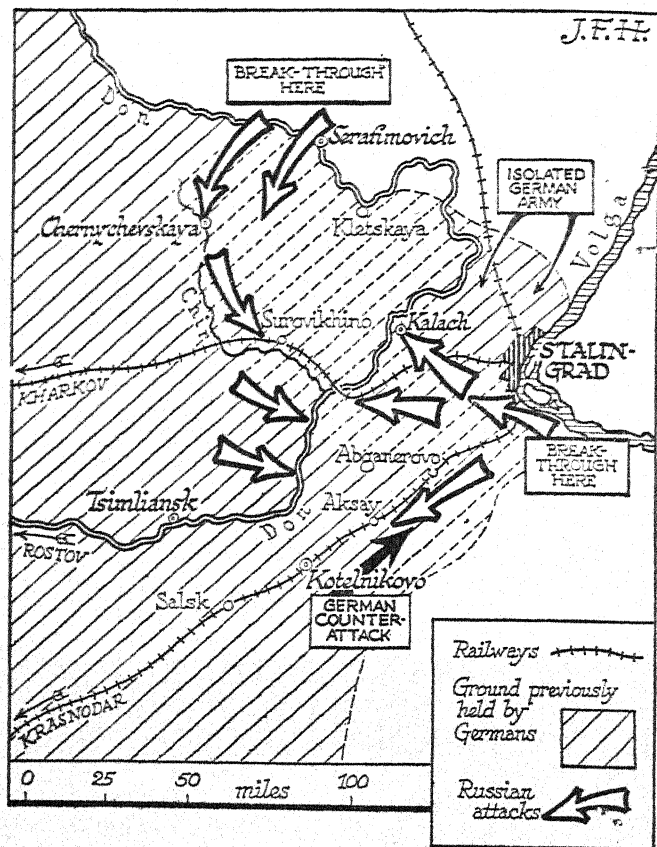 J.F.H.
BREAK-THROUGH
HERE
Don
Serafimovich
ISOLATED
GERMAN
ARMY
Volga
Chernychevskaya
Kletskaya
Chir
Surovikhino
Kalach
STALIN-
GRAD
KHARKOV
Abganerovo
BREAK-
THROUGH
HERE
Tsimliansk
Don
Aksay
ROSTOV
Kotelnikovo
Salsk
GERMAN
COUNTER-
ATTACK
KRASNODAR
Railways
Ground previously
held by
Germans
Russian
attacks
0 25 50 miles 100